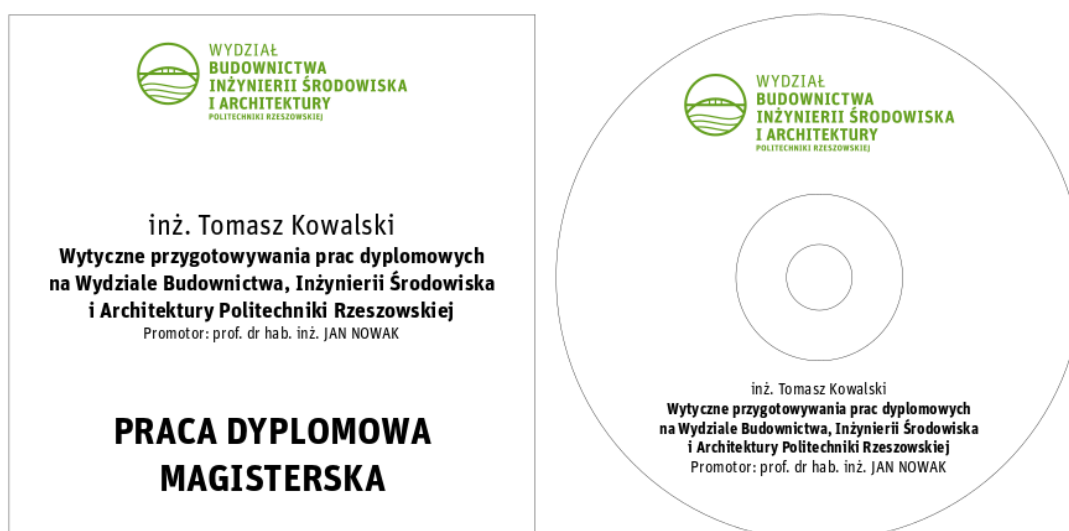 WYDZIAŁ
BUDOWNICTWA
INŻYNIERII ŚRODOWISKA
I ARCHITEKTURY
POLITECHNIKI RZESZOWSKIEJ
inż. Tomasz Kowalski
Wytyczne przygotowywania prac dyplomowych
na Wydziale Budownictwa, Inżynierii Środowiska
i Architektury Politechniki Rzeszowskiej
Promotor: prof. dr hab. inż. JAN NOWAK
PRACA DYPLOMOWA
MAGISTERSKA
WYDZIAŁ
BUDOWNICTWA
INŻYNIERII ŚRODOWISKA
I ARCHITEKTURY
POLITECHNIKI RZESZOWSKIEJ
inż. Tomasz Kowalski
Wytyczne przygotowywania prac dyplomowych
na Wydziale Budownictwa, Inżynierii Środowiska
i Architektury Politechniki Rzeszowskiej
Promotor: prof. dr hab. inż. JAN NOWAK